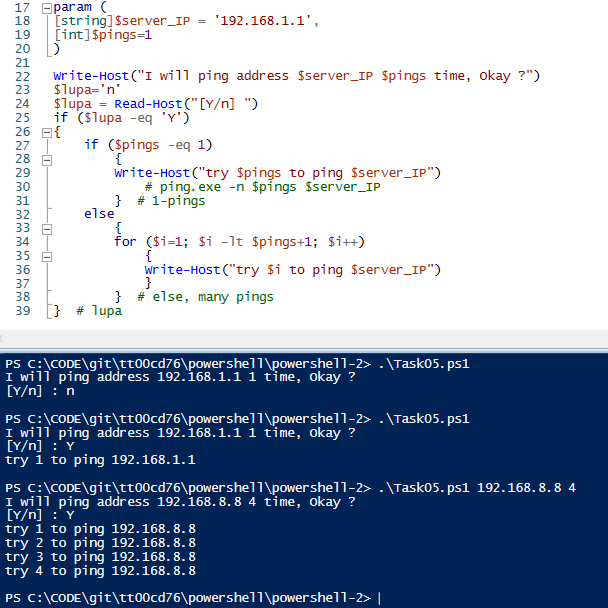 17 param (
18 [string]$server_IP = '192.168.1.1',
19 [int]$pings=1
20 )
21
22 Write-Host("I will ping address $server_IP $pings time, Okay ?")
23 $lupa='n'
24 $lupa = Read-Host("[Y/n] ")
25 if ($lupa -eq 'Y')
26 {
27     if ($pings -eq 1)
28         {
29         Write-Host("try $pings to ping $server_IP")
30             # ping.exe -n $pings $server_IP
31         }  # 1-pings
32     else
33         {
34         for ($i=1; $i -lt $pings+1; $i++)
35             {
36             Write-Host("try $i to ping $server_IP")
37             }
38         }  # else, many pings
39 }  # lupa
PS C:\CODE\git\tt00cd76\powershell\powershell-2> .\Task05.ps1
I will ping address 192.168.1.1 1 time, Okay ?
[Y/n] : n
PS C:\CODE\git\tt00cd76\powershell\powershell-2> .\Task05.ps1
I will ping address 192.168.1.1 1 time, Okay ?
[Y/n] : Y
try 1 to ping 192.168.1.1
PS C:\CODE\git\tt00cd76\powershell\powershell-2> .\Task05.ps1 192.168.8.8 4
I will ping address 192.168.8.8 4 time, Okay ?
[Y/n] : Y
try 1 to ping 192.168.8.8
try 2 to ping 192.168.8.8
try 3 to ping 192.168.8.8
try 4 to ping 192.168.8.8
PS C:\CODE\git\tt00cd76\powershell\powershell-2>